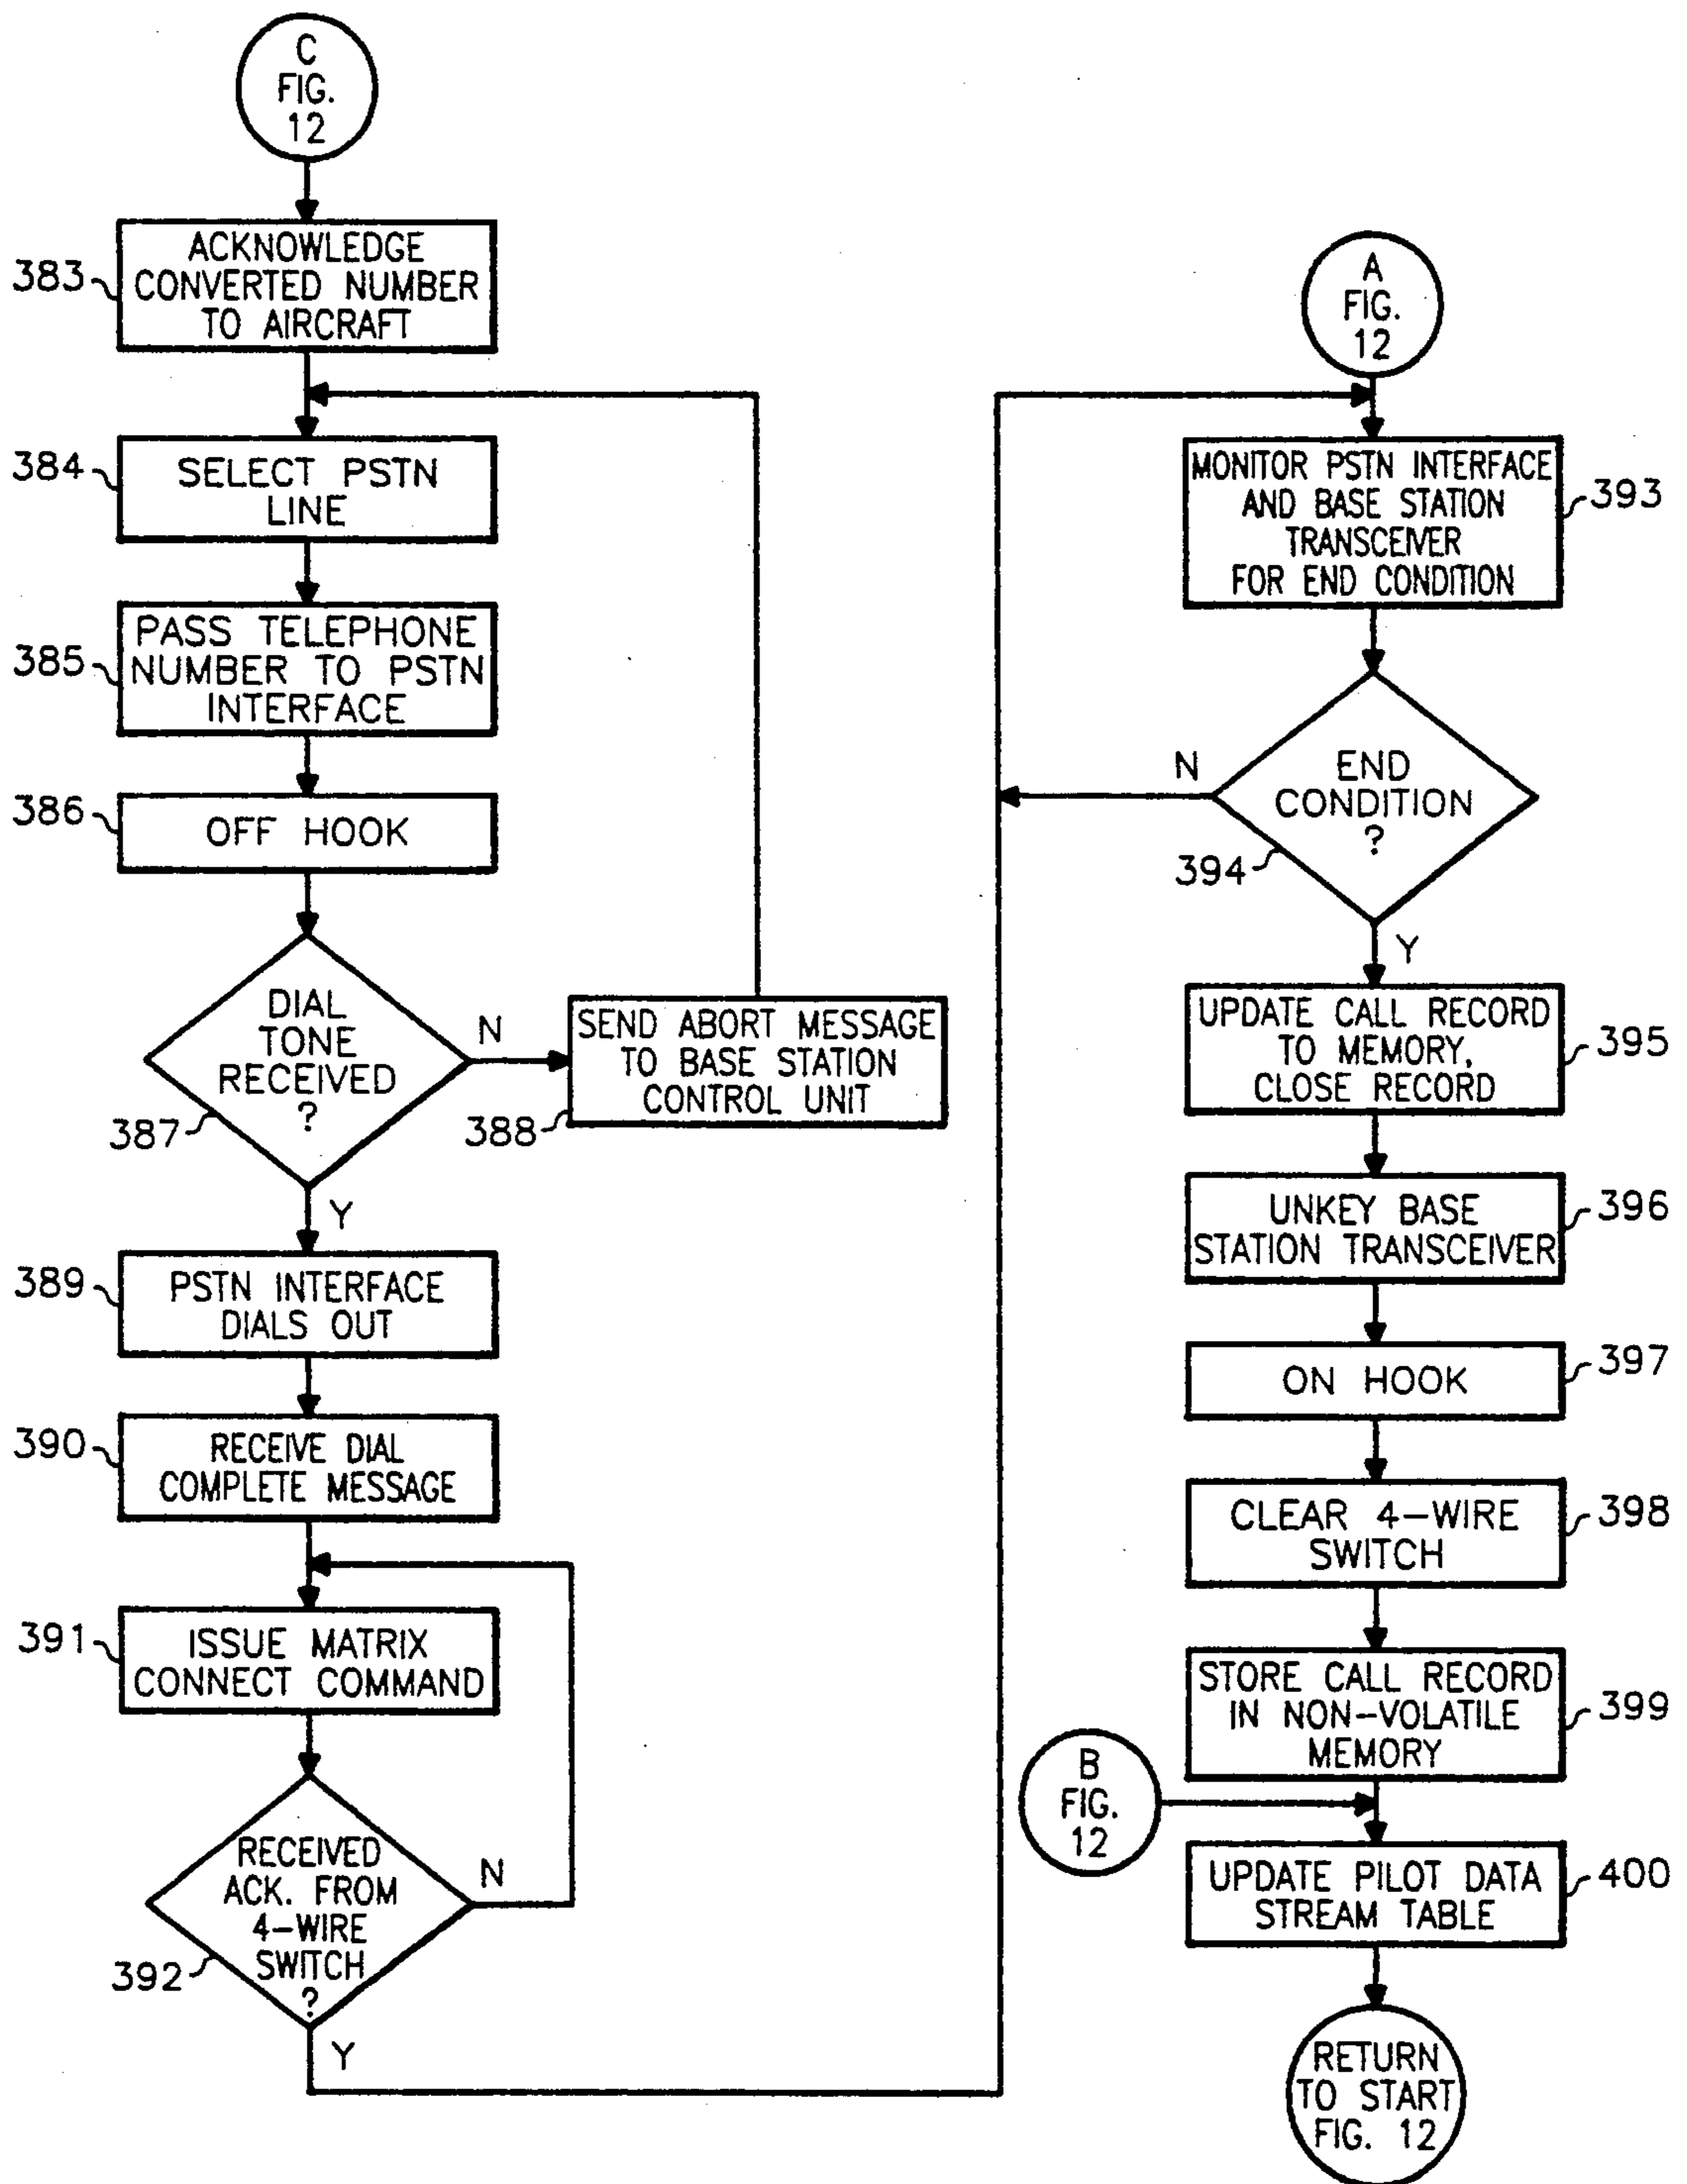 C
FIG.
12
383
ACKNOWLEDGE
CONVERTED NUMBER
TO AIRCRAFT
384
SELECT PSTN
LINE
385
PASS TELEPHONE
NUMBER TO PSTN
INTERFACE
386
OFF HOOK
387
DIAL
TONE
RECEIVED
?
N
Y
388
SEND ABORT MESSAGE
TO BASE STATION
CONTROL UNIT
389
PSTN INTERFACE
DIALS OUT
390
RECEIVE DIAL
COMPLETE MESSAGE
391
ISSUE MATRIX
CONNECT COMMAND
392
RECEIVED
ACK. FROM
4-WIRE
SWITCH
?
N
Y
A
FIG.
12
MONITOR PSTN INTERFACE
AND BASE STATION
TRANSCEIVER
FOR END CONDITION
393
N
END
CONDITION
?
394
Y
UPDATE CALL RECORD
TO MEMORY,
CLOSE RECORD
395
UNKEY BASE
STATION TRANSCEIVER
396
ON HOOK
397
CLEAR 4-WIRE
SWITCH
398
STORE CALL RECORD
IN NON-VOLATILE
MEMORY
399
B
FIG.
12
UPDATE PILOT DATA
STREAM TABLE
400
RETURN
TO START
FIG. 12